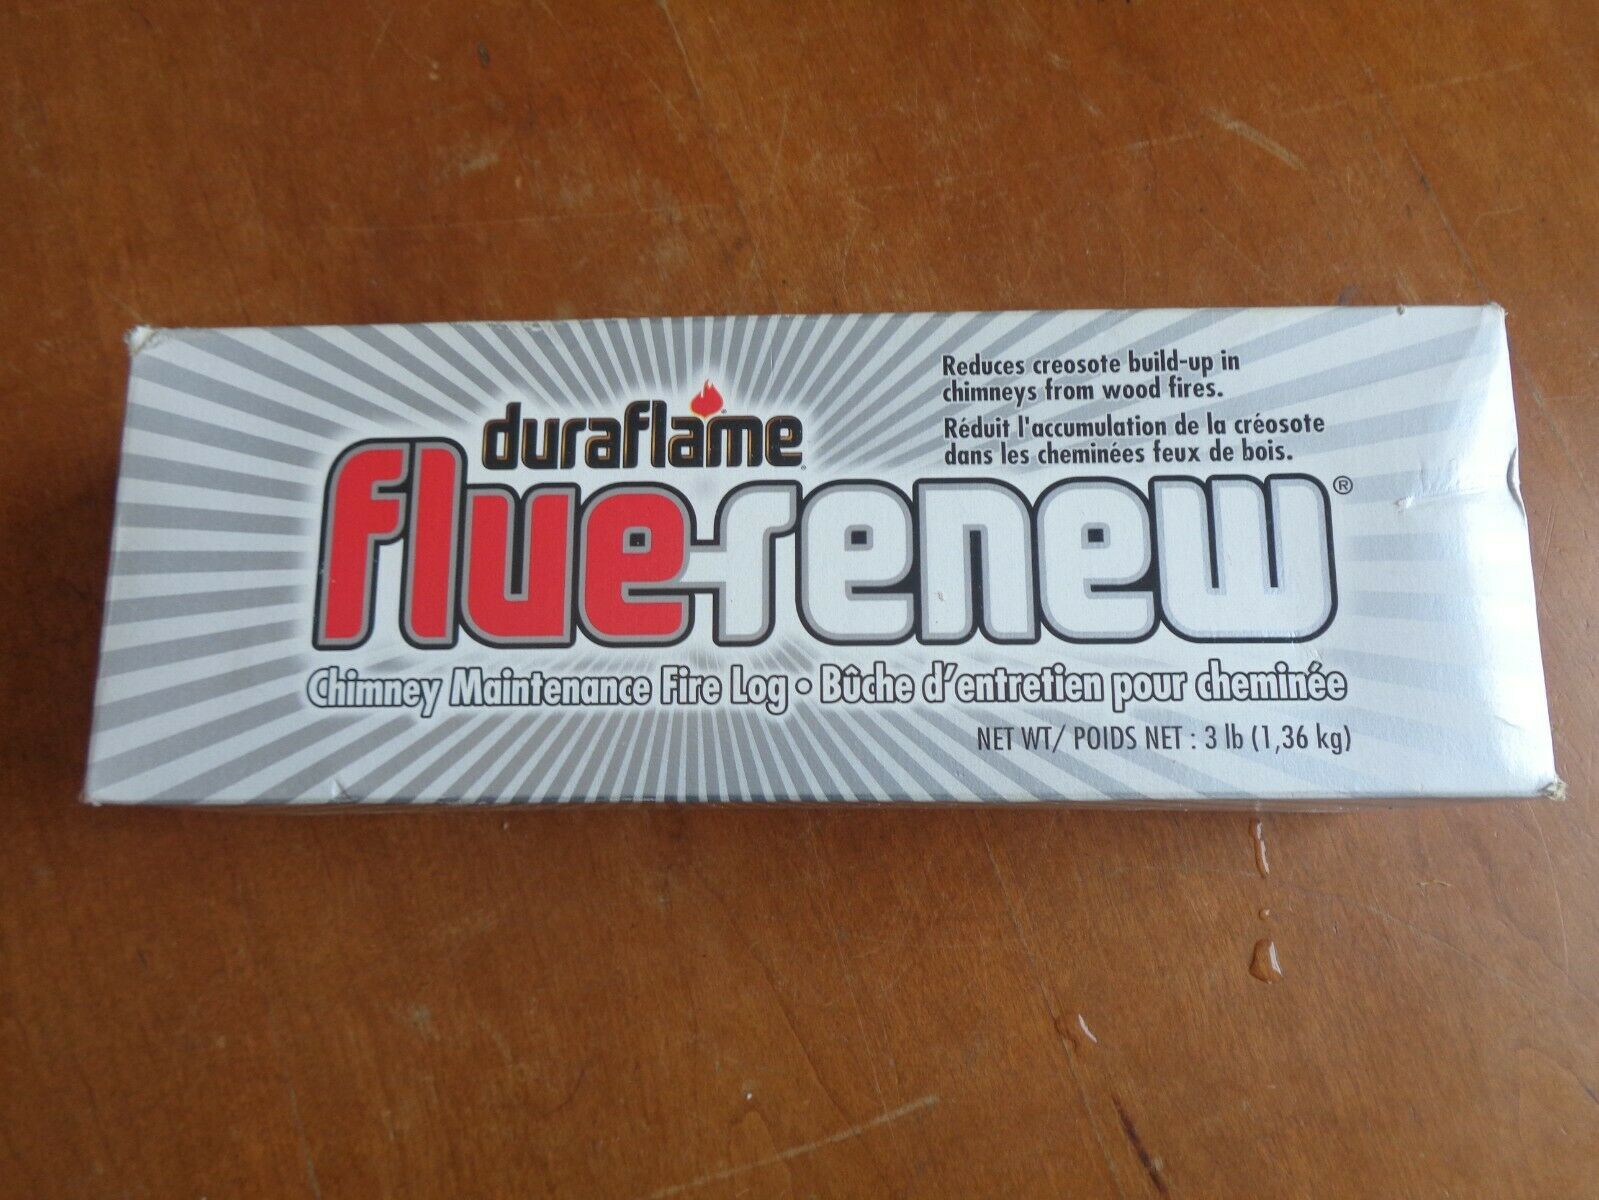 Reduces creosote build-up in
chimneys from wood fires.
Réduit l'accumulation de la créosote
dans les cheminées feux de bois.
duraflame®
flue-renew®
Chimney Maintenance Fire Log • Bûche d'entretien pour cheminée
NET WT/ POIDS NET : 3 lb (1,36 kg)